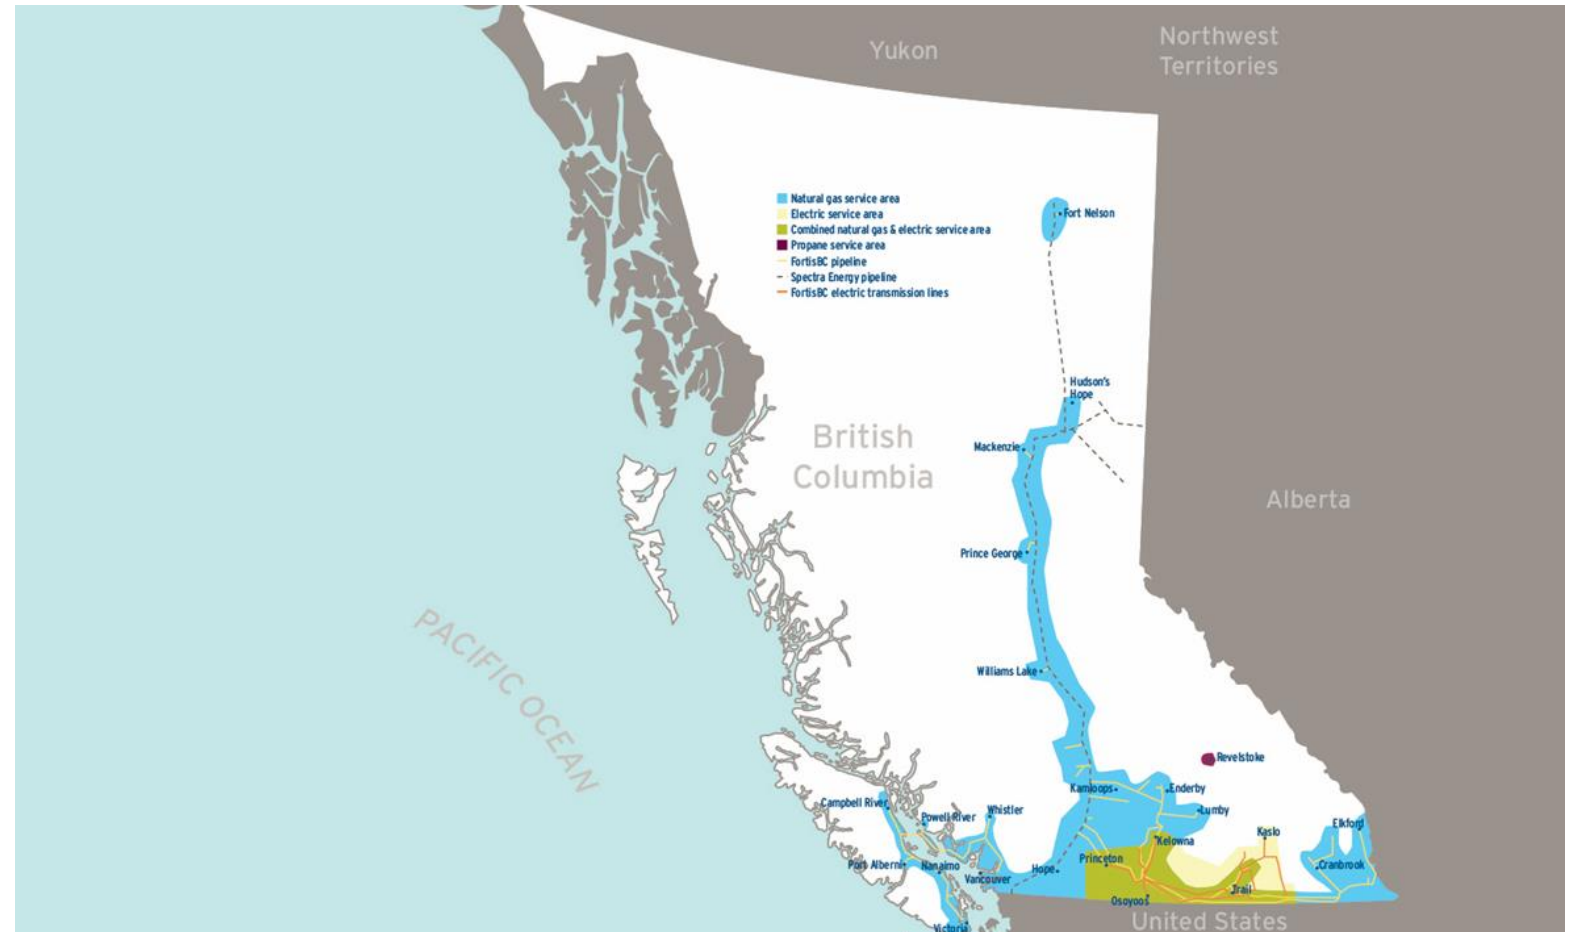 Yukon
Northwest
Territories
Natural gas service area
Electric service area
Combined natural gas & electric service area
Propane service area
FortisBC pipeline
Spectra Energy pipeline
FortisBC electric transmission lines
Fort Nelson
Hudson's
Hope
British
Columbia
Mackenzie
Alberta
Prince George
PACIFIC OCEAN
Williams Lake
Revelstoke
Kamloops
Enderby
Campbell River
Powell River
Whistler
Lumby
Elkford
Kaslo
Kelowna
Port Alberni
Nanaimo
Vancouver
Hope
Princeton
Cranbrook
Trail
Osoyoos
United States
Victoria